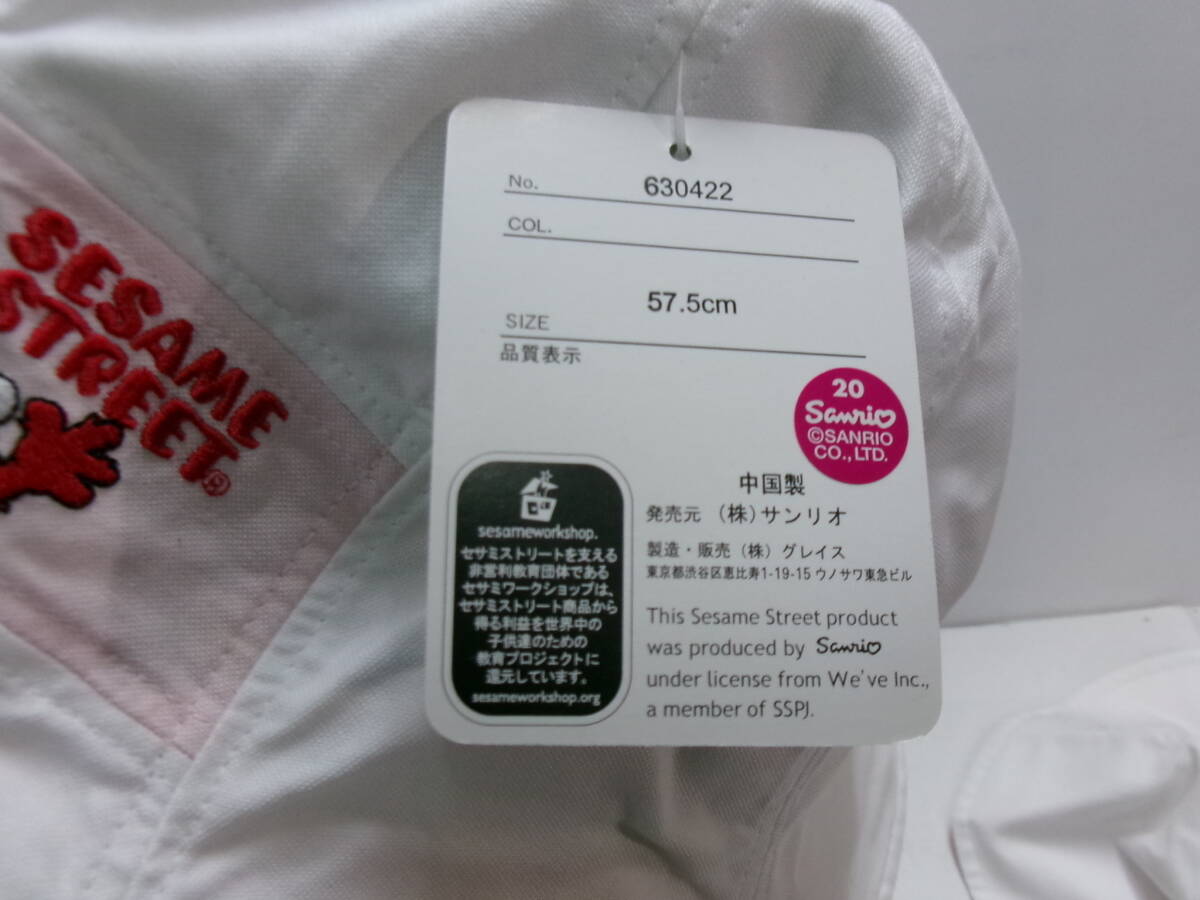 SESAME
STREET®
No. 630422
COL.
57.5cm
SIZE
品質表示
20
Sanrio
©SANRIO
CO., LTD.
中国製
発売元 (株)サンリオ
製造・販売(株) グレイス
東京都渋谷区恵比寿1-19-15 ウノサワ東急ビル
This Sesame Street product
was produced by Sanrio
under license from We've Inc.,
a member of SSPJ.
sesameworkshop.
セサミストリートを支える
非営利教育団体である
セサミワークショップは、
セサミストリート商品から
得る利益を世界中の
子供達のための
教育プロジェクトに
還元しています。
sesameworkshop.org